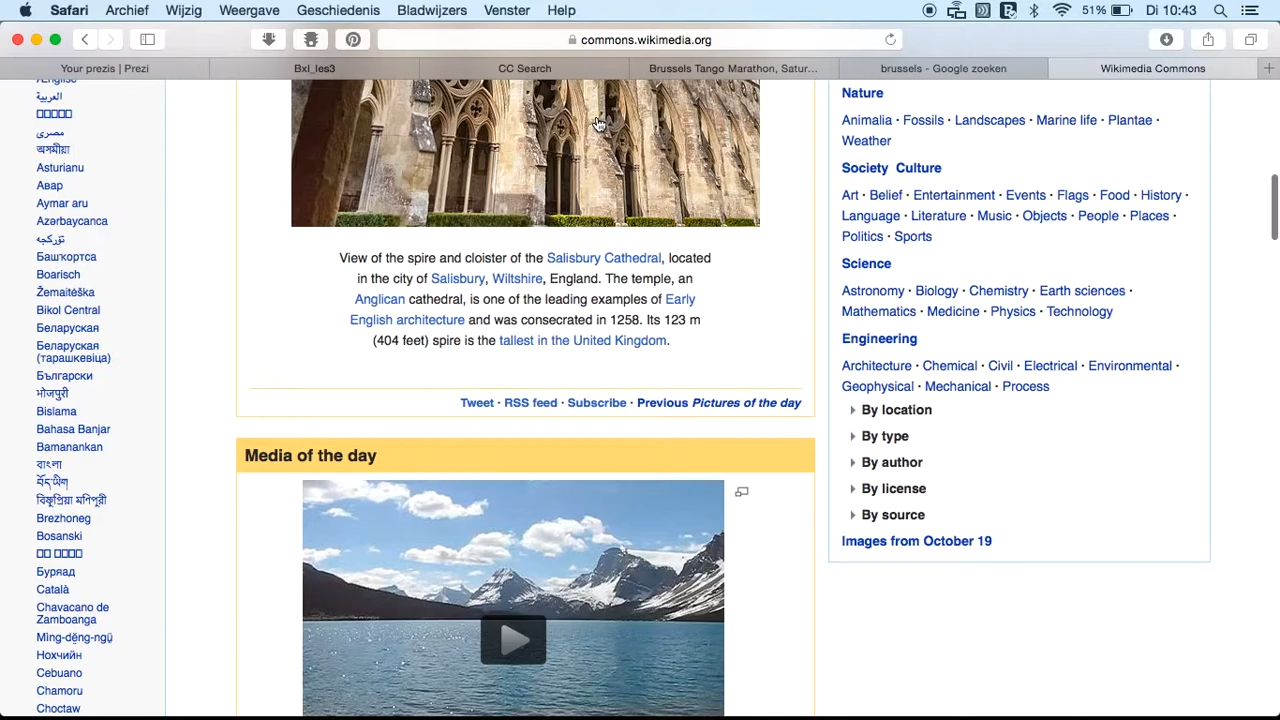 Safari Archief Wijzig Weergave Geschiedenis Bladwijzers Venster Help 51% Di 10:43
commons.wikimedia.org
Your prezis | Prezi Bxl_les3 CC Search Brussels Tango Marathon, Satur... brussels - Google zoeken Wikimedia Commons
العربية
مصرى
অসমীয়া
Asturianu
Авар
Aymar aru
Azərbaycanca
تۆرکجه
Башҡортса
Boarisch
Žemaitėška
Bikol Central
Беларуская
Беларуская
(тарашкевіца)
Български
भोजपुरी
Bislama
Bahasa Banjar
Bamanankan
বাংলা
བོད་ཡིག
বিষ্ণুপ্রিয়া মণিপুরী
Brezhoneg
Bosanski
Буряад
Català
Chavacano de
Zamboanga
Mìng-dĕ̤ng-ngṳ̄
Нохчийн
Cebuano
Chamoru
Choctaw
View of the spire and cloister of the Salisbury Cathedral, located
in the city of Salisbury, Wiltshire, England. The temple, an
Anglican cathedral, is one of the leading examples of Early
English architecture and was consecrated in 1258. Its 123 m
(404 feet) spire is the tallest in the United Kingdom.
Tweet · RSS feed · Subscribe · Previous Pictures of the day
Media of the day
Nature
Animalia · Fossils · Landscapes · Marine life · Plantae ·
Weather
Society Culture
Art · Belief · Entertainment · Events · Flags · Food · History ·
Language · Literature · Music · Objects · People · Places ·
Politics · Sports
Science
Astronomy · Biology · Chemistry · Earth sciences ·
Mathematics · Medicine · Physics · Technology
Engineering
Architecture · Chemical · Civil · Electrical · Environmental ·
Geophysical · Mechanical · Process
By location
By type
By author
By license
By source
Images from October 19